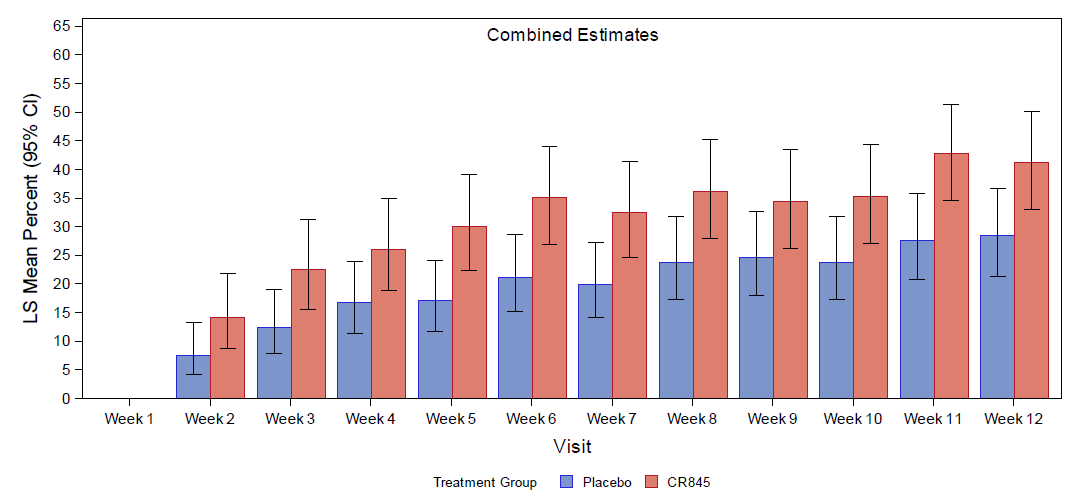 Combined Estimates
LS Mean Percent (95% CI)
65
60
55
50
45
40
35
30
25
20
15
10
5
0
Week 1 Week 2 Week 3 Week 4 Week 5 Week 6 Week 7 Week 8 Week 9 Week 10 Week 11 Week 12
Visit
Treatment Group Placebo CR845